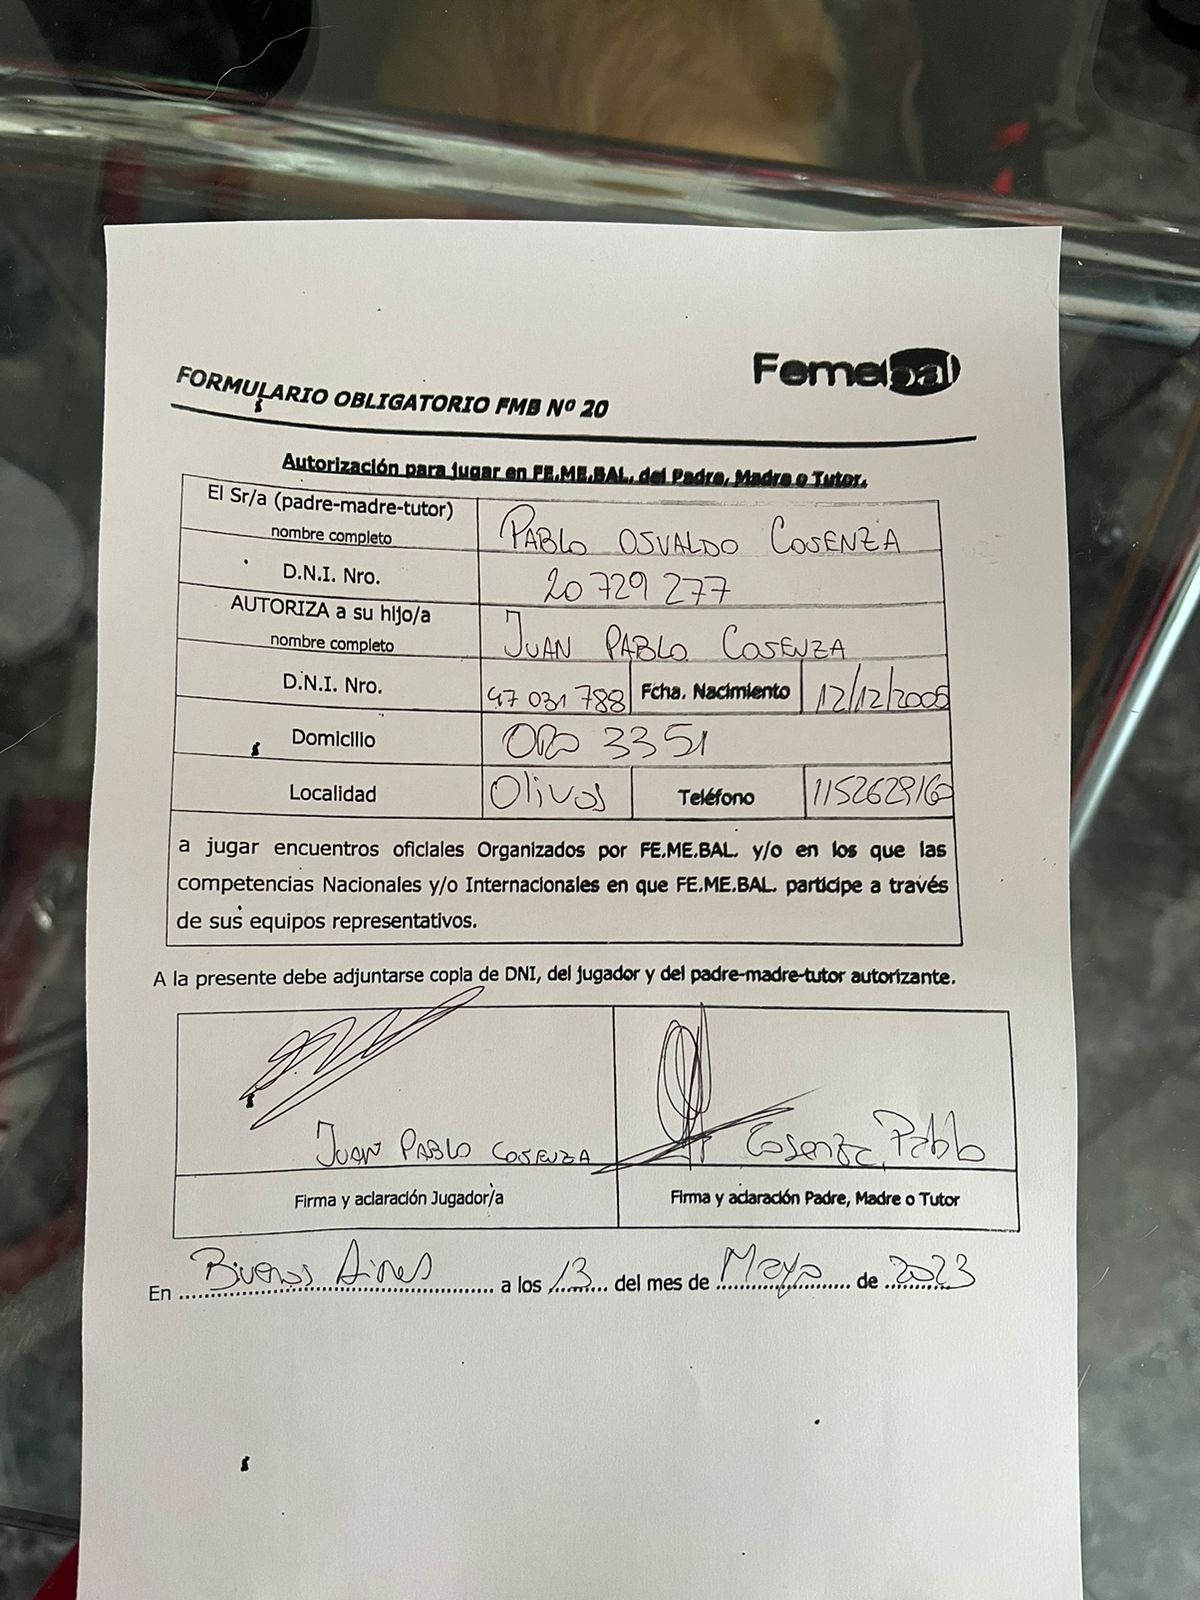 Femebal
FORMULARIO OBLIGATORIO FMB Nº 20
Autorización para jugar en FE.ME.BAL. del Padre, Madre o Tutor.
El Sr/a (padre-madre-tutor) nombre completo PABLO OSVALDO COSENZA
D.N.I. Nro. 20 729 277
AUTORIZA a su hijo/a nombre completo JUAN PABLO COSENZA
D.N.I. Nro. 47 031 788 Fcha. Nacimiento 12/12/2005
Domicilio ORO 3351
Localidad Olivos Teléfono 1152629160
a jugar encuentros oficiales Organizados por FE.ME.BAL. y/o en los que las
competencias Nacionales y/o Internacionales en que FE.ME.BAL. participe a través
de sus equipos representativos.
A la presente debe adjuntarse copia de DNI, del jugador y del padre-madre-tutor autorizante.
JUAN PABLO COSENZA Cosenza, Pablo
Firma y aclaración Jugador/a Firma y aclaración Padre, Madre o Tutor
En Buenos Aires a los 13 del mes de Mayo de 2023